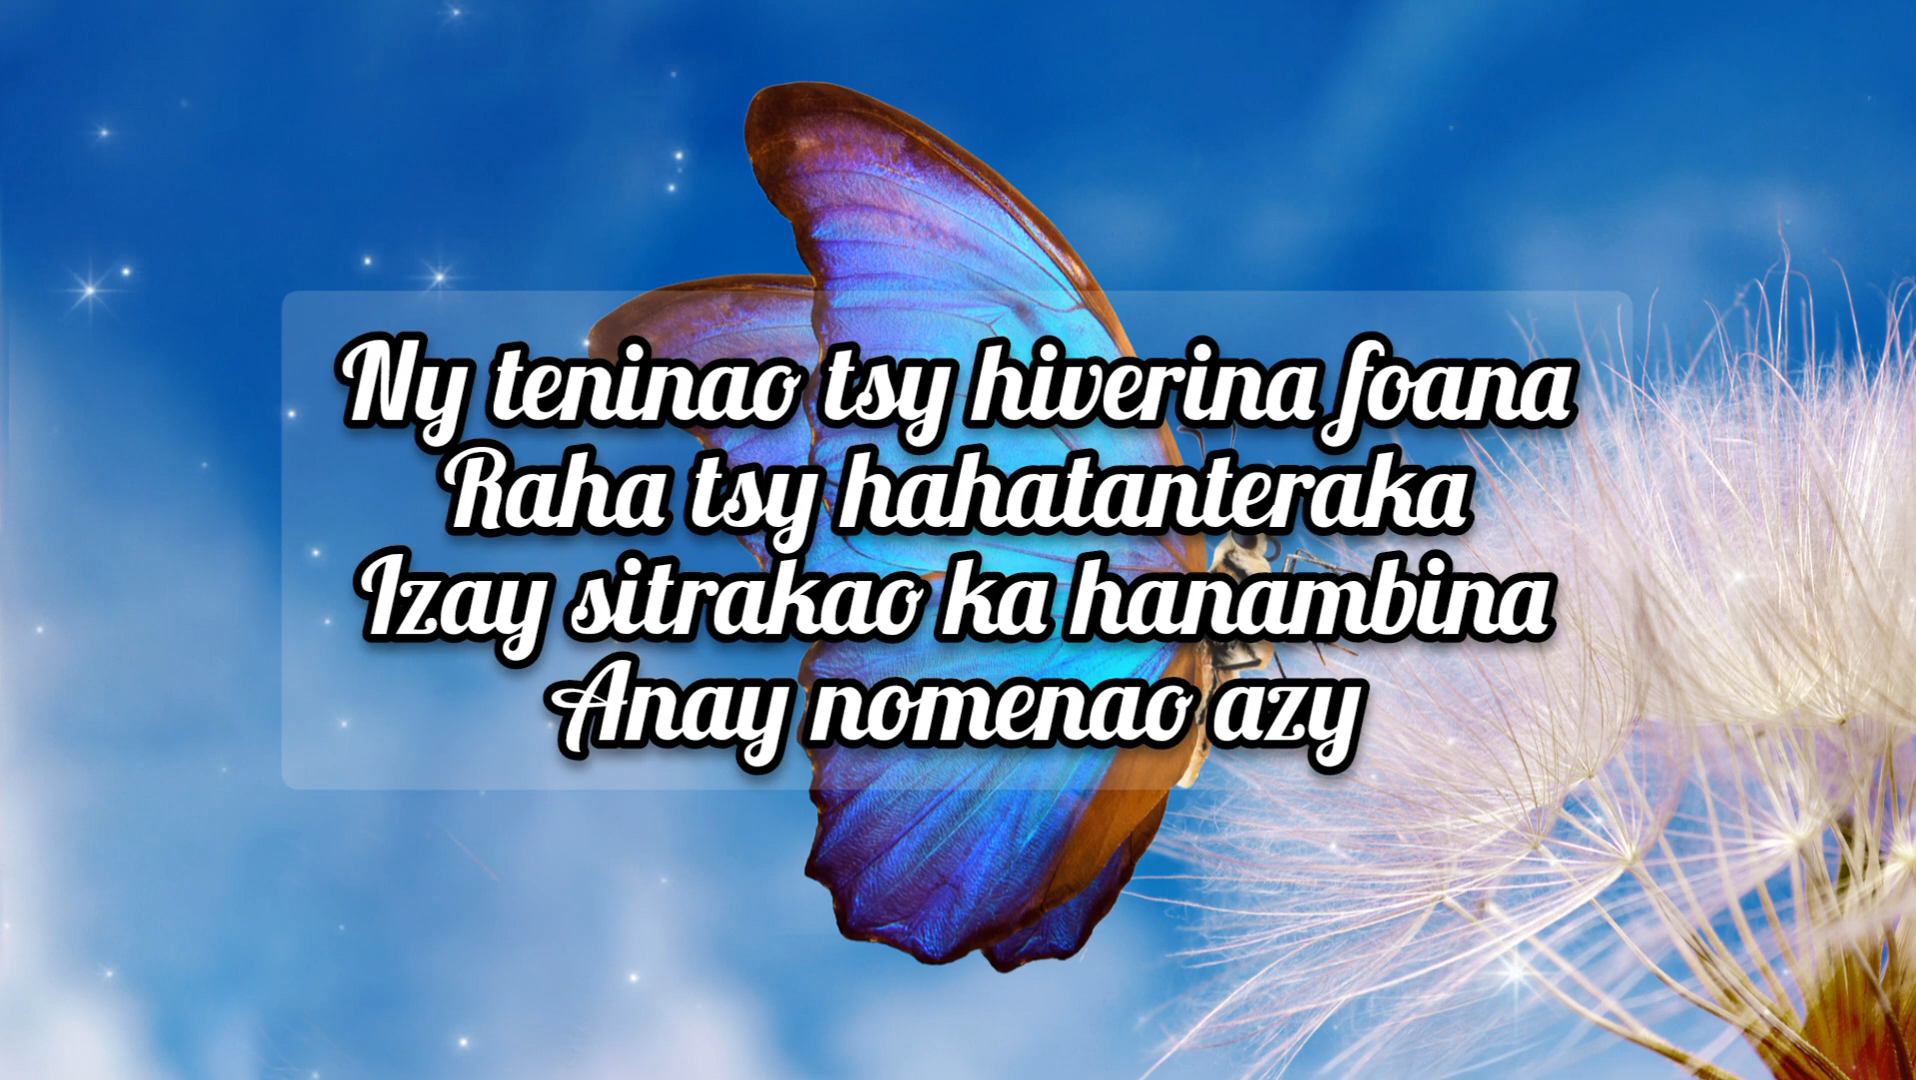 Ny teninao tsy hiverina foana
Raha tsy hahatanteraka
Izay sitrakao ka hanambina
Anay nomenao azy